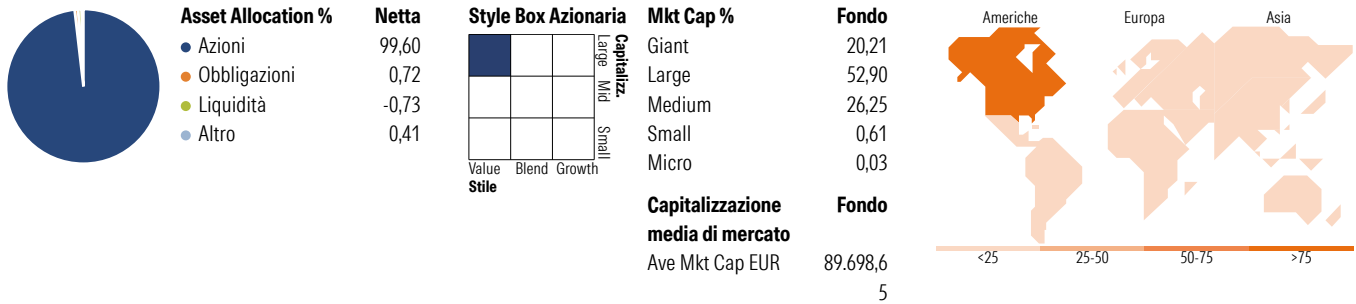 Asset Allocation % Netta
Azioni 99,60
Obbligazioni 0,72
Liquidità -0,73
Altro 0,41
Style Box Azionaria
Capitalizz.
Large Mid Small
Value Blend Growth
Stile
Mkt Cap % Fondo
Giant 20,21
Large 52,90
Medium 26,25
Small 0,61
Micro 0,03
Capitalizzazione Fondo
media di mercato
Ave Mkt Cap EUR 89.698,6
5
Americhe Europa Asia
<25 25-50 50-75 >75